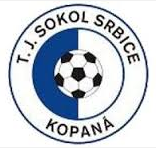 T. J. SOKOL SRBICE
KOPANÁ